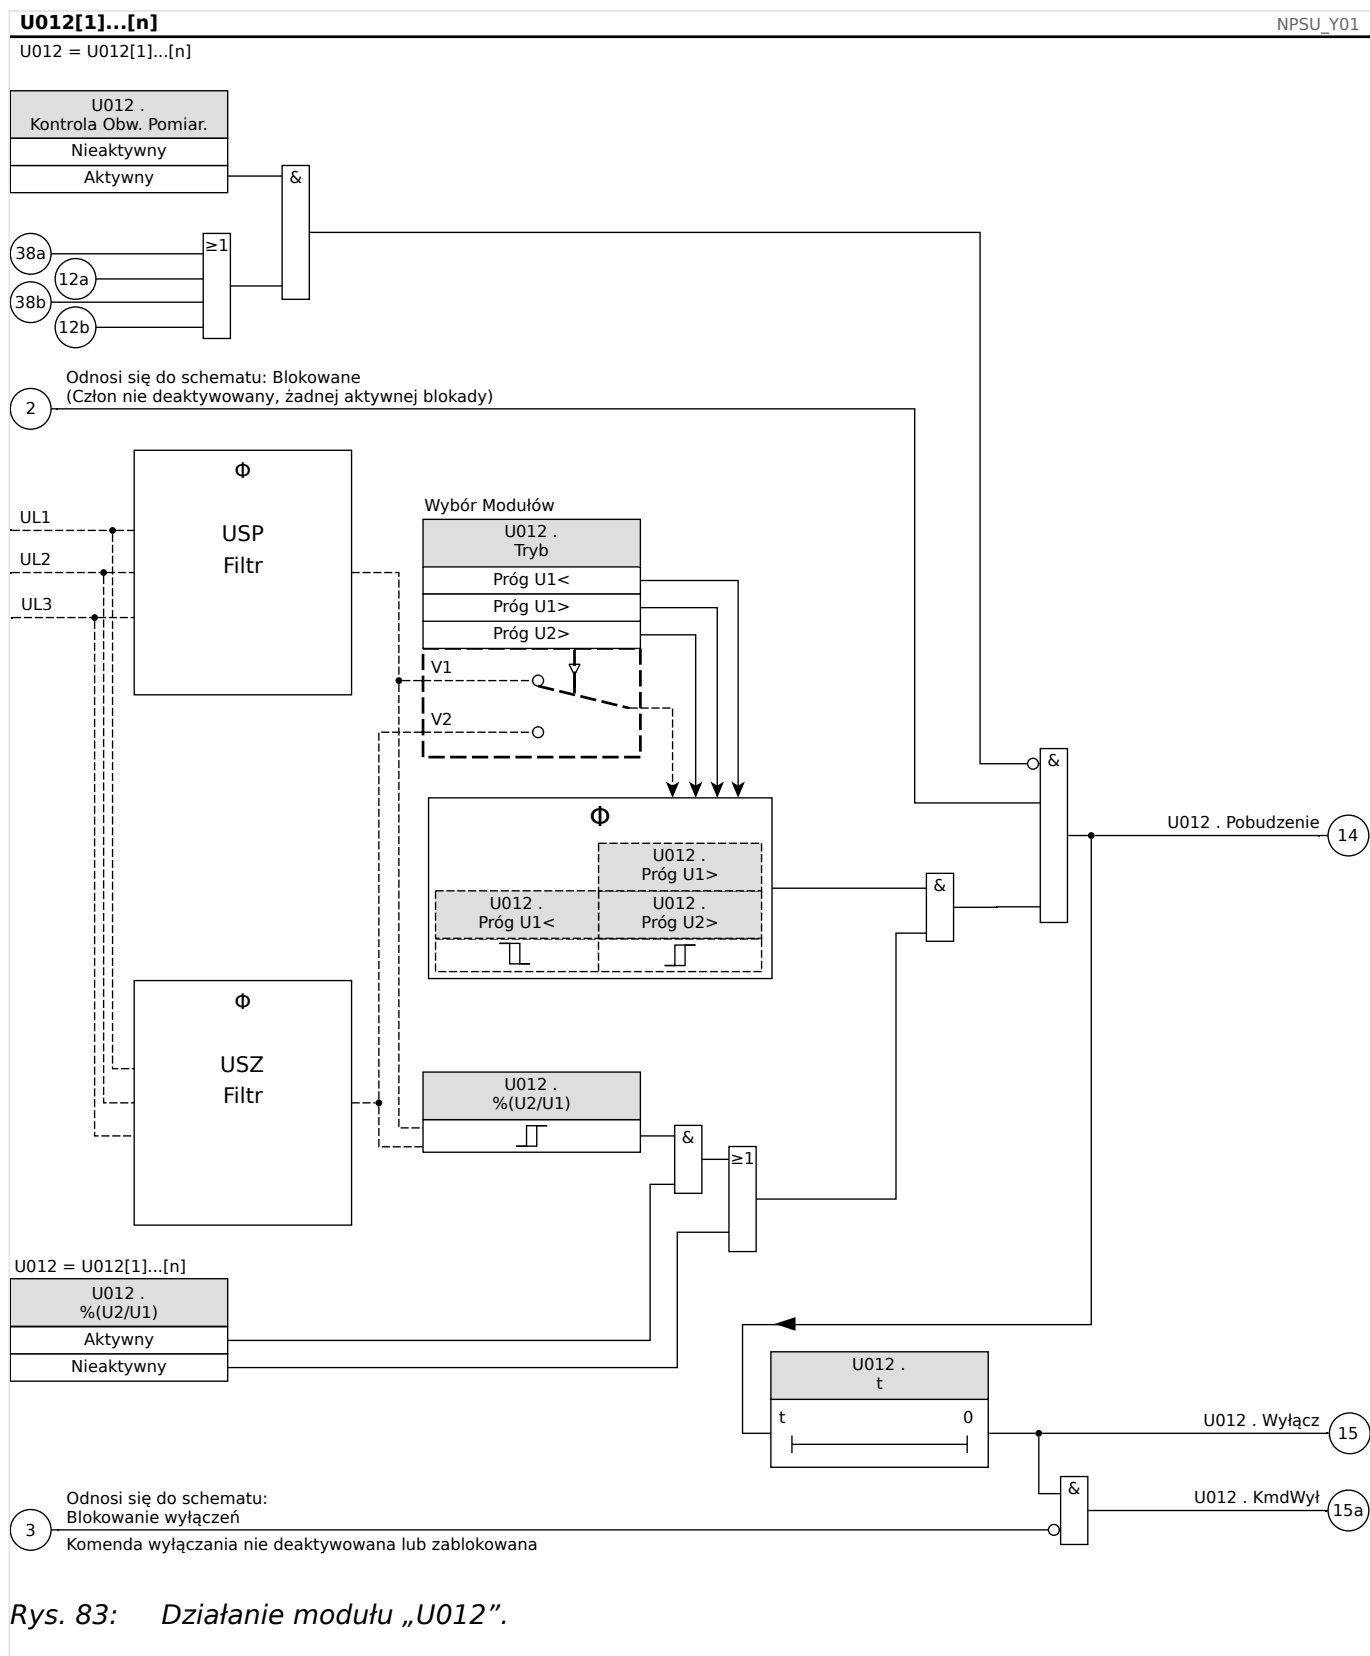 U012[1]...[n]
NPSU_Y01
U012 = U012[1]...[n]
U012 .
Kontrola Obw. Pomiar.
Nieaktywny
Aktywny
&
38a
≥1
12a
38b
12b
Odnosi się do schematu: Blokowane
(Człon nie deaktywowany, żadnej aktywnej blokady)
2
Φ
USP
Filtr
UL1
UL2
UL3
Wybór Modułów
U012 .
Tryb
Próg U1<
Próg U1>
Próg U2>
V1
V2
&
Φ
U012 .
Próg U1>
U012 .
Próg U1<
U012 .
Próg U2>
U012 . Pobudzenie
14
&
Φ
USZ
Filtr
U012 .
%(U2/U1)
&
≥1
U012 = U012[1]...[n]
U012 .
%(U2/U1)
Aktywny
Nieaktywny
U012 .
t
t
0
U012 . Wyłącz
15
&
U012 . KmdWył
15a
Odnosi się do schematu:
Blokowanie wyłączeń
3
Komenda wyłączania nie deaktywowana lub zablokowana
Rys. 83: Działanie modułu „U012”.